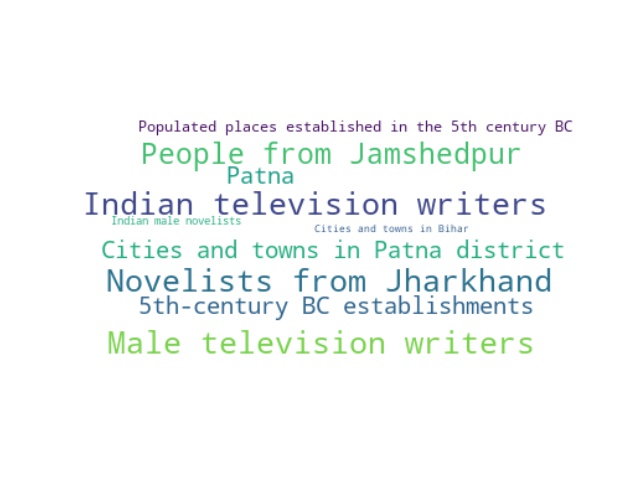 Populated places established in the 5th century BC
People from Jamshedpur
Patna
Indian television writers
Indian male novelists
Cities and towns in Bihar
Cities and towns in Patna district
Novelists from Jharkhand
5th-century BC establishments
Male television writers